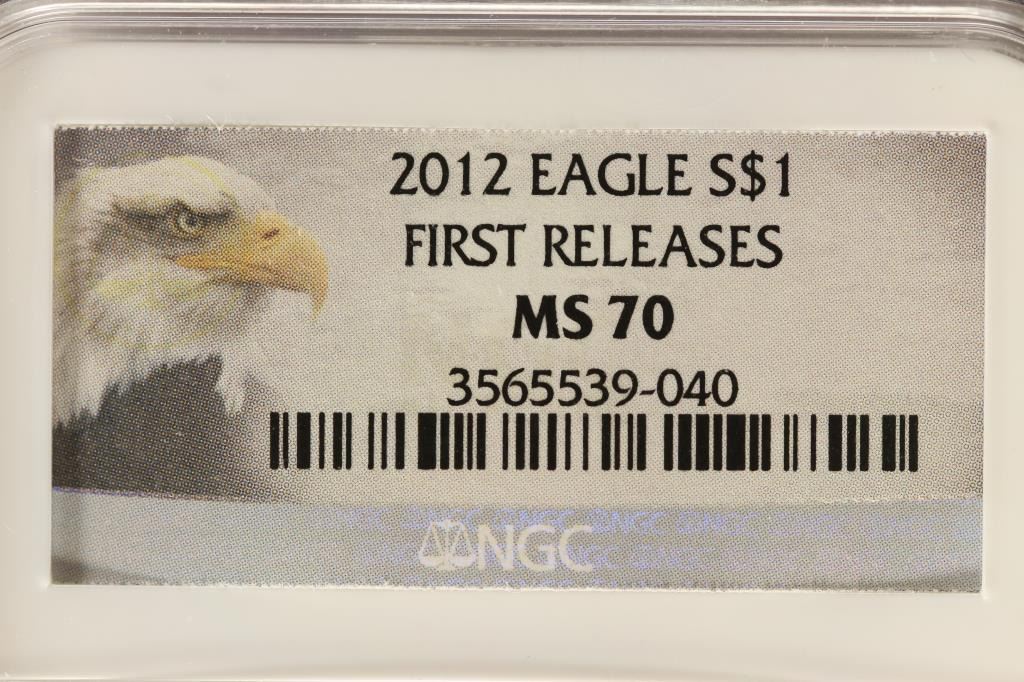 2012 EAGLE S$1
FIRST RELEASES
MS 70
3565539-040
NGC